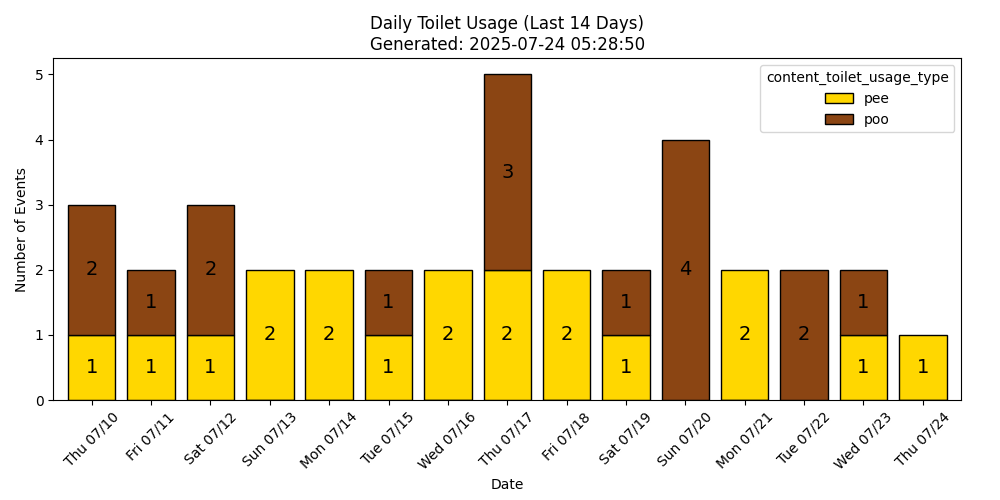 Daily Toilet Usage (Last 14 Days)
Generated: 2025-07-24 05:28:50
content_toilet_usage_type
pee
poo
Number of Events
5
4
3
2
1
0
2
1
1
1
2
1
2
2
1
1
2
3
2
2
1
1
4
2
2
1
1
1
Thu 07/10
Fri 07/11
Sat 07/12
Sun 07/13
Mon 07/14
Tue 07/15
Wed 07/16
Thu 07/17
Fri 07/18
Sat 07/19
Sun 07/20
Mon 07/21
Tue 07/22
Wed 07/23
Thu 07/24
Date